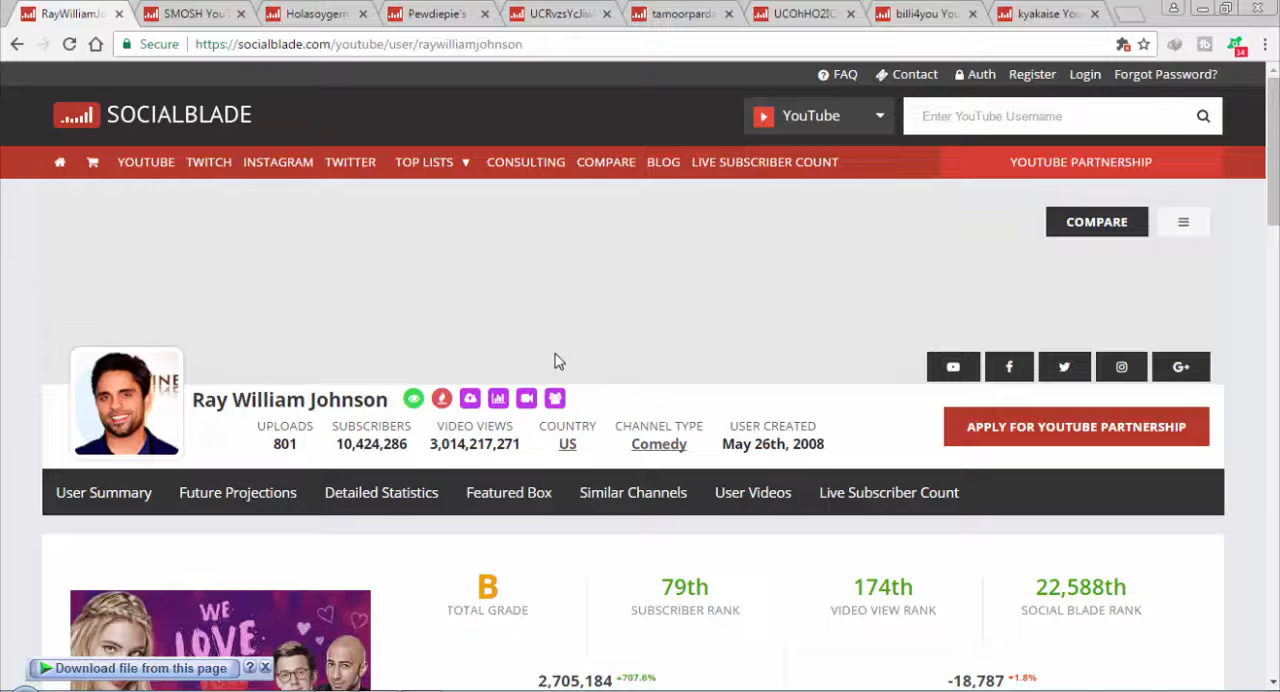 RayWilliamJ
SMOSH YouT
Holasoygerm
Pewdiepie's
UCRvzsYcJiw
tamoorparda
UCOhHO2IC
billi4you You
kyakaise You
Secure
https://socialblade.com/youtube/user/raywilliamjohnson
34
FAQ Contact Auth Register Login Forgot Password?
SOCIALBLADE
YouTube
Enter YouTube Username
YOUTUBE TWITCH INSTAGRAM TWITTER TOP LISTS CONSULTING COMPARE BLOG LIVE SUBSCRIBER COUNT YOUTUBE PARTNERSHIP
COMPARE
INE
Ray William Johnson
UPLOADS SUBSCRIBERS VIDEO VIEWS COUNTRY CHANNEL TYPE USER CREATED
801 10,424,286 3,014,217,271 US Comedy May 26th, 2008
APPLY FOR YOUTUBE PARTNERSHIP
User Summary Future Projections Detailed Statistics Featured Box Similar Channels User Videos Live Subscriber Count
B 79th 174th 22,588th
TOTAL GRADE SUBSCRIBER RANK VIDEO VIEW RANK SOCIAL BLADE RANK
WE
LOVE
Download file from this page ?
2,705,184 +707.6% -18,787 +1.8%